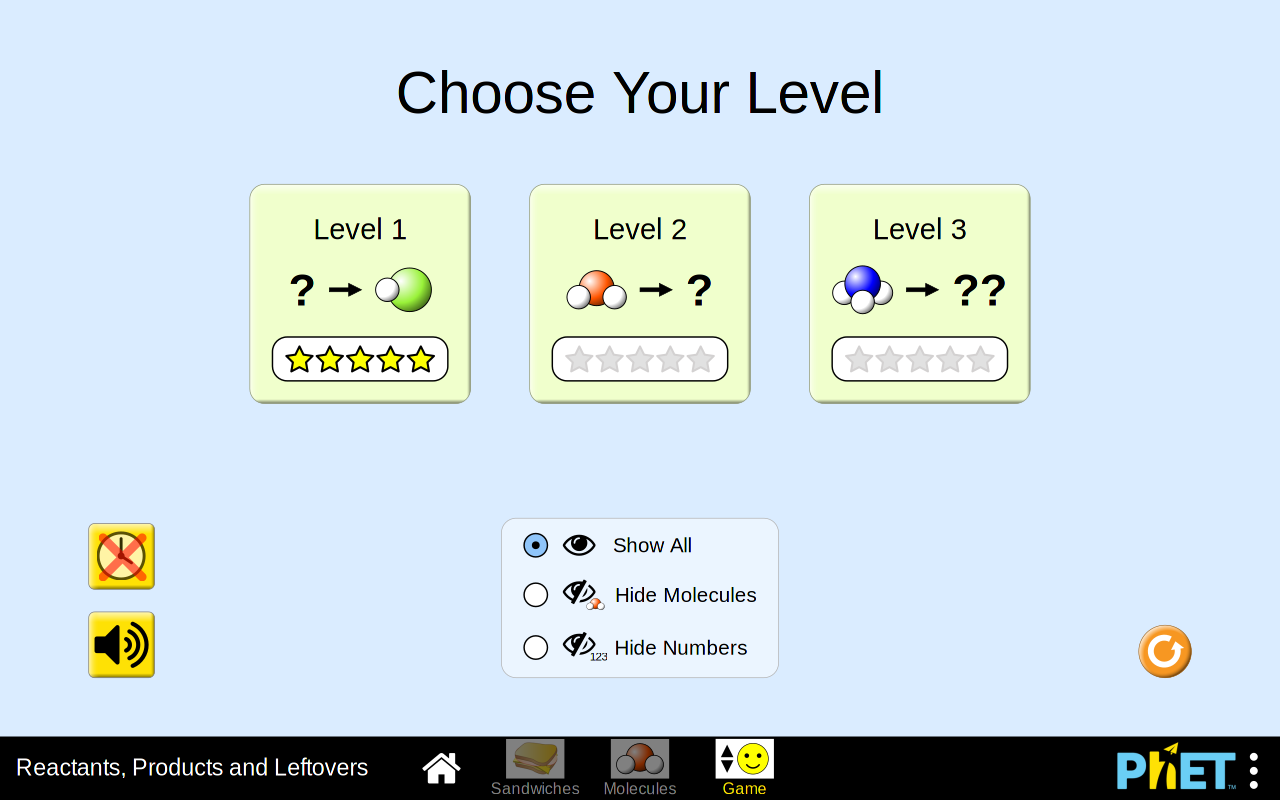 Choose Your Level
Level 1
Level 2
Level 3
? 
?
??
Show All
Hide Molecules
123
Hide Numbers
Reactants, Products and Leftovers
Sandwiches
Molecules
Game
PhET™